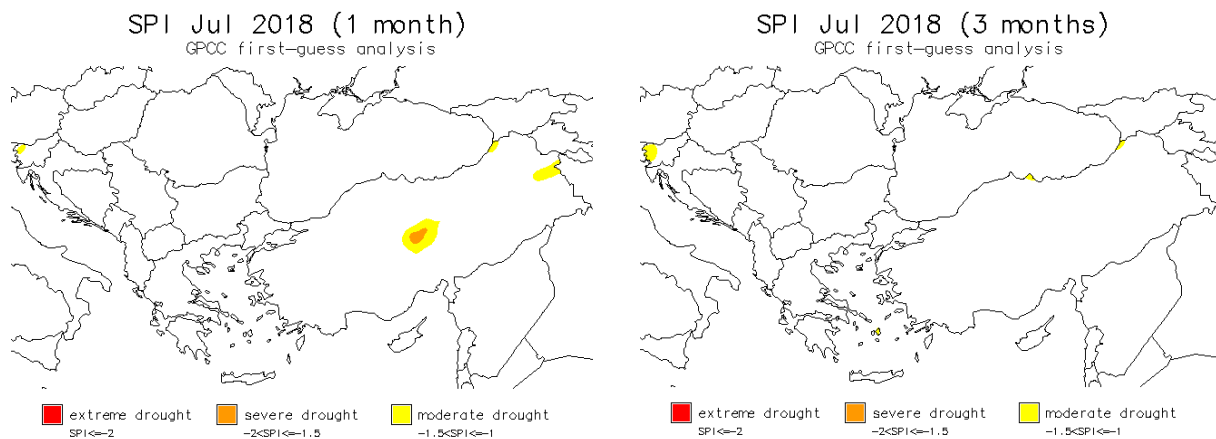 SPI Jul 2018 (1 month)
GPCC first-guess analysis
extreme drought
SPI<=-2
severe drought
-2<SPI<=-1.5
moderate drought
-1.5<SPI<=-1
SPI Jul 2018 (3 months)
GPCC first-guess analysis
extreme drought
SPI<=-2
severe drought
-2<SPI<=-1.5
moderate drought
-1.5<SPI<=-1